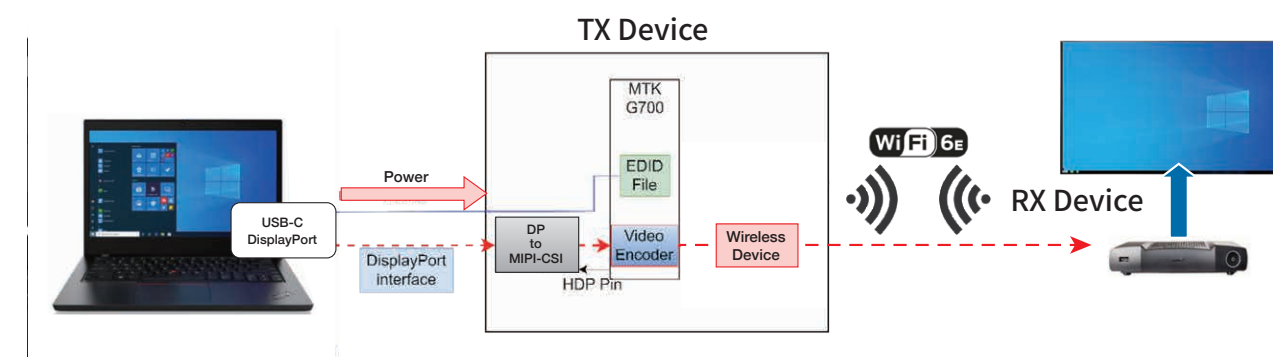 TX Device
MTK
G700
EDID
File
Power
USB-C
DisplayPort
DisplayPort
interface
DP
to
MIPI-CSI
Video
Encoder
HDP Pin
Wireless
Device
Wi Fi 6E
RX Device